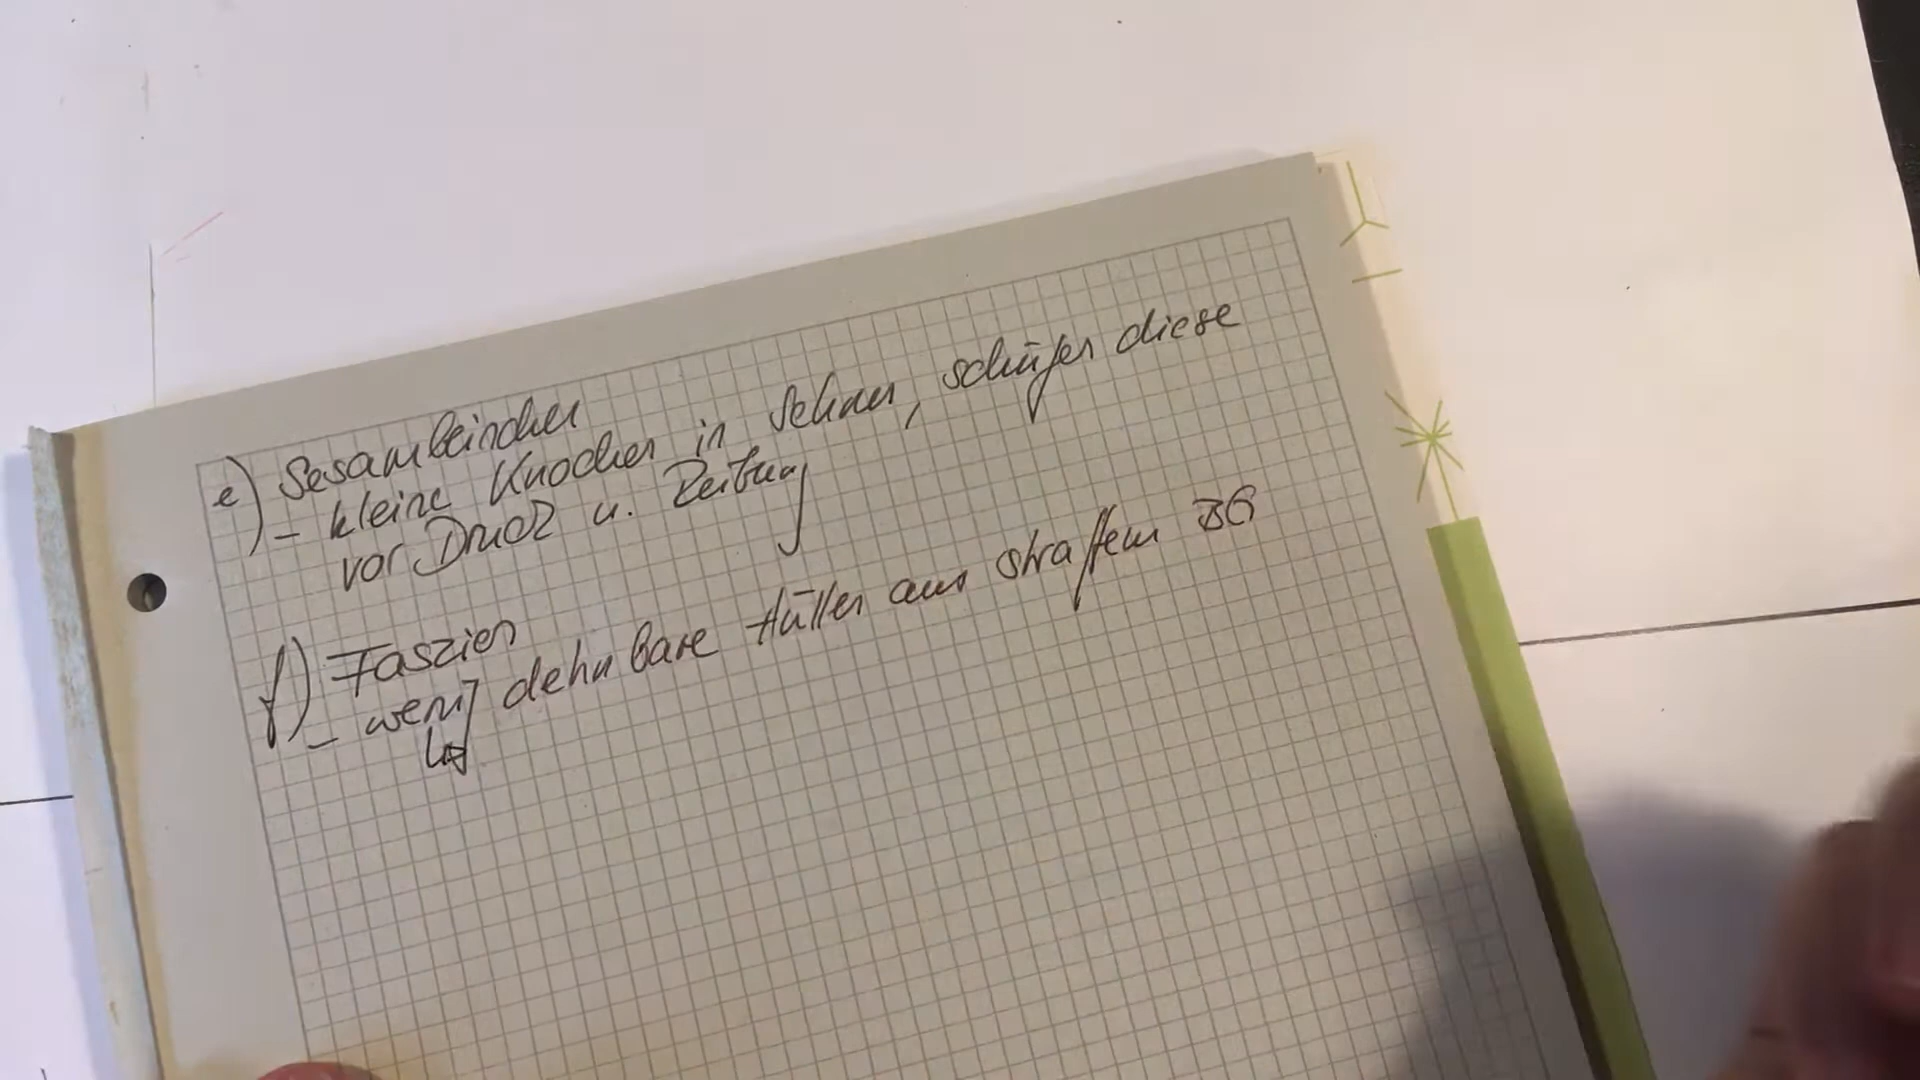 e) Sesambeinchen
- kleine Knochen in Sehnen, schützen diese
vor Druck u. Reibung
f) Faszien
- wenig dehnbare Hüllen aus straffem BG